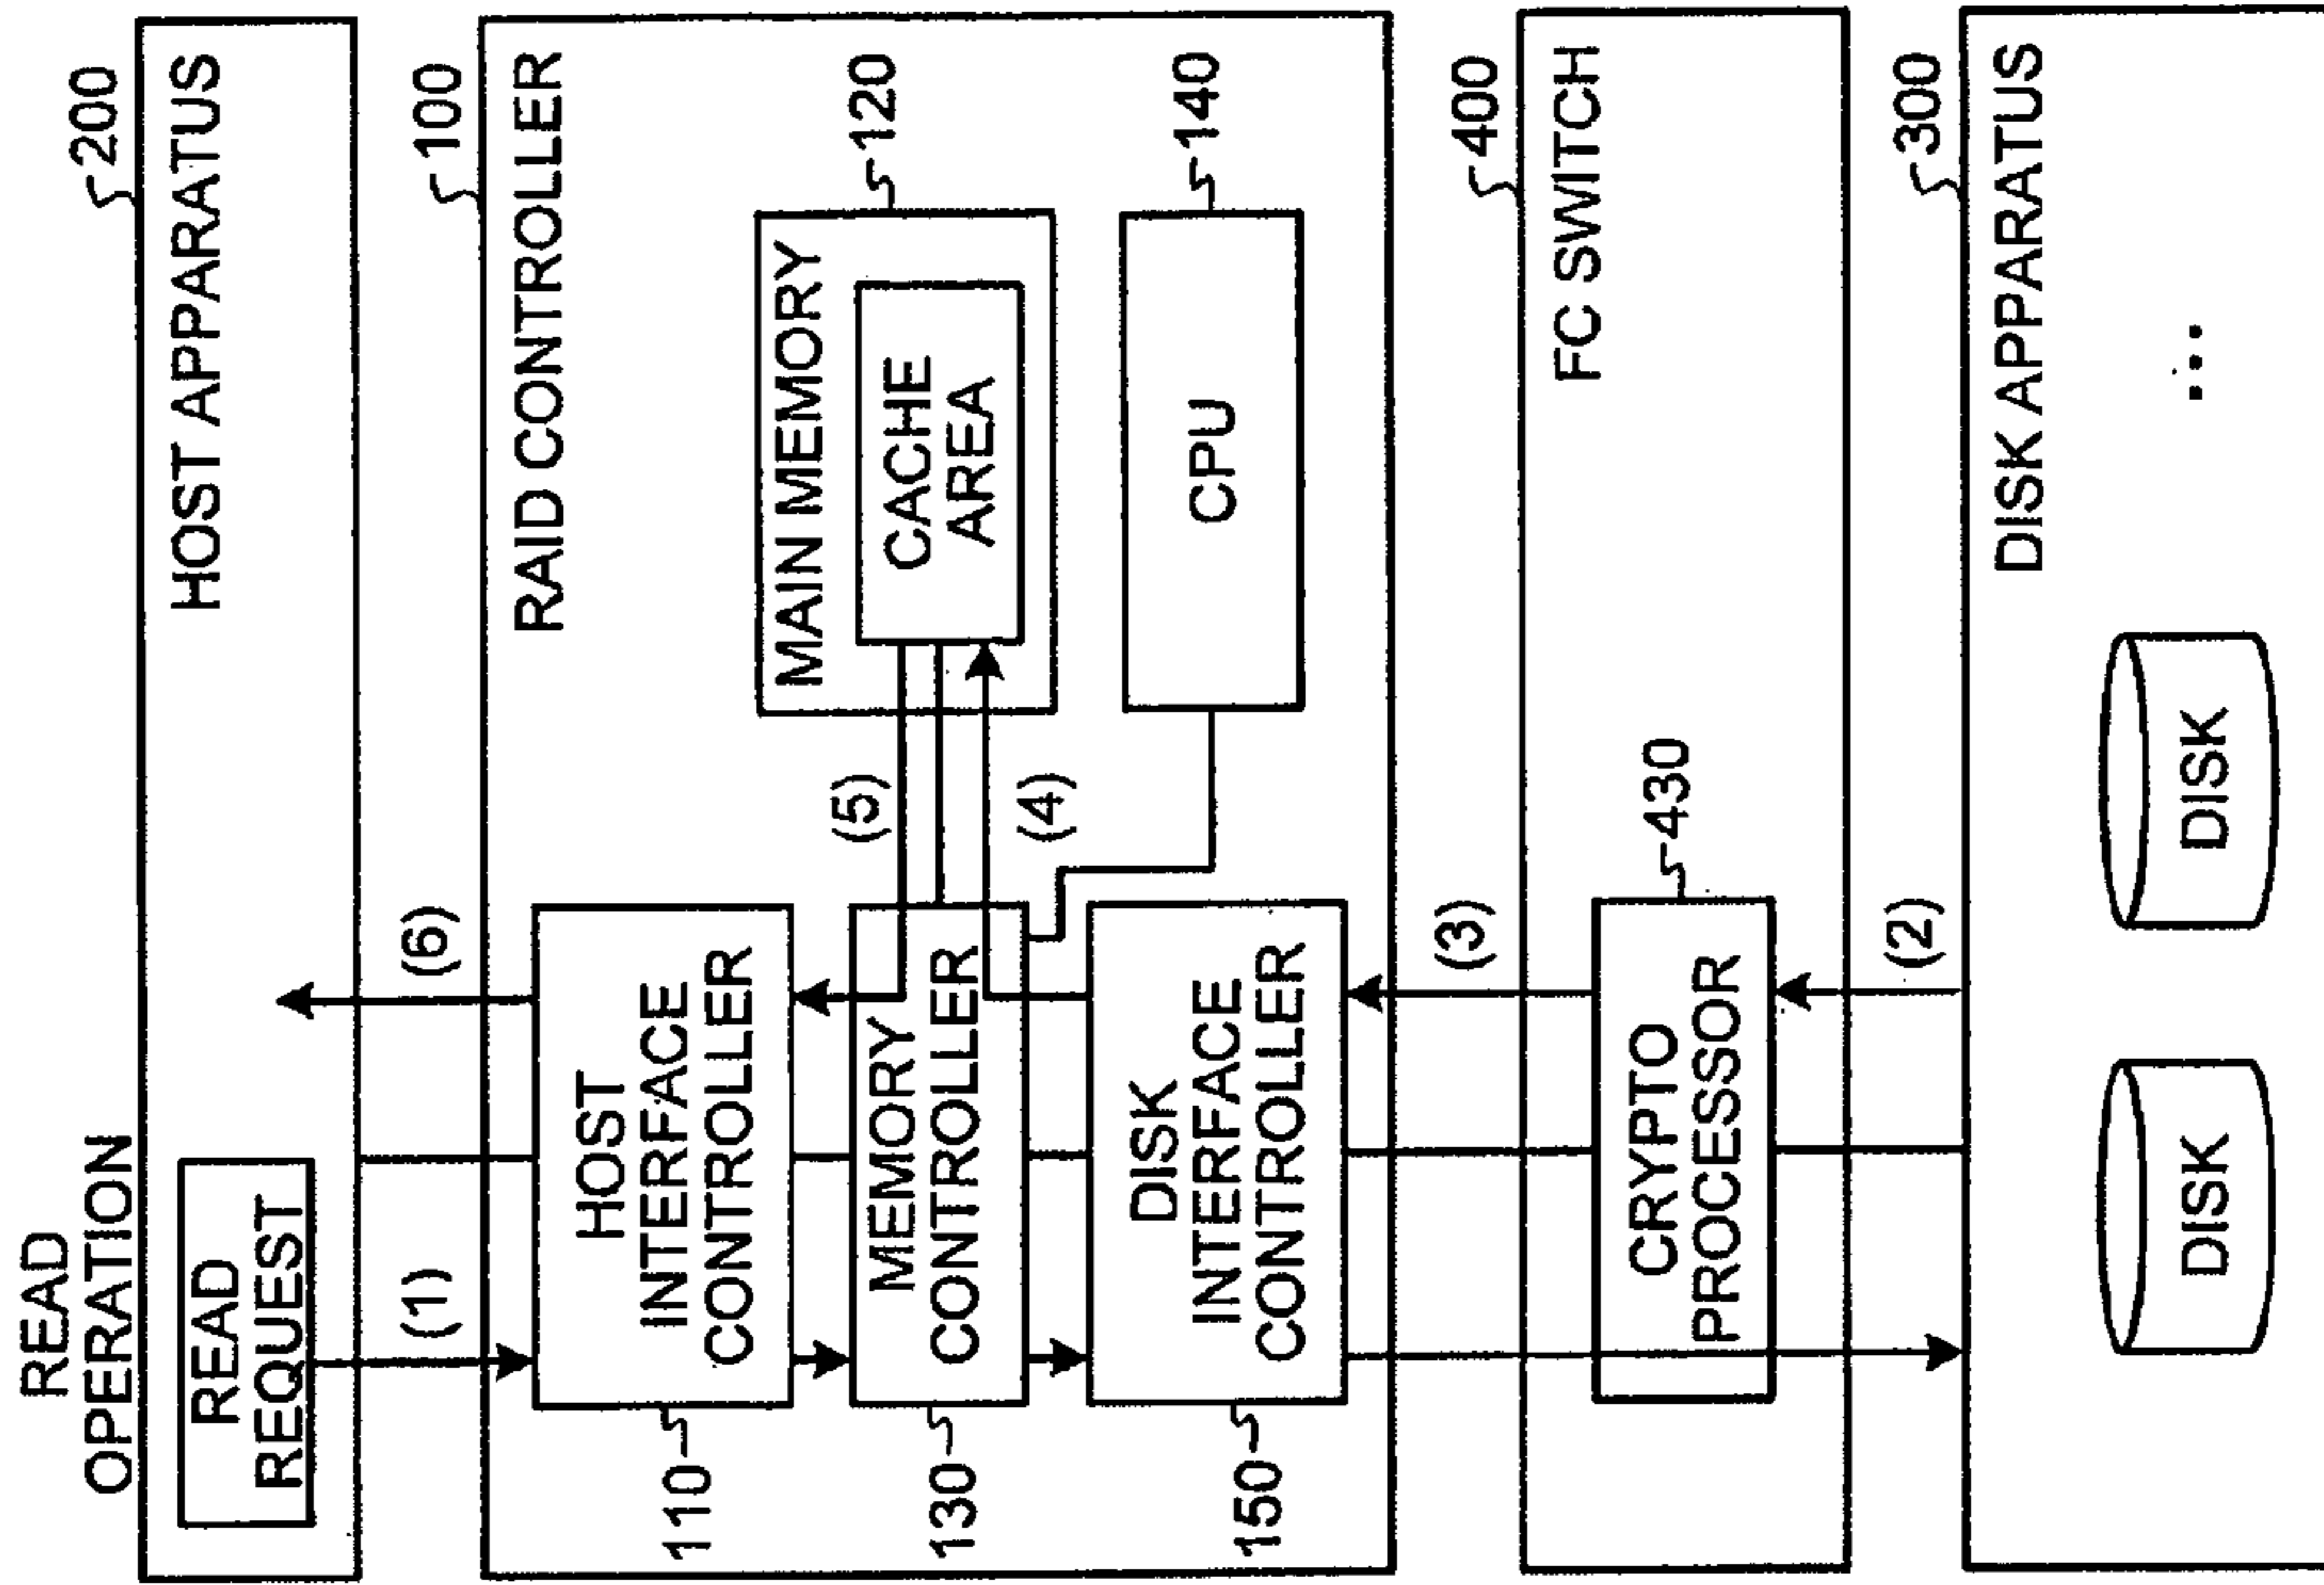 READ
OPERATION
200
HOST APPARATUS
READ
REQUEST
(1)
(6)
100
RAID CONTROLLER
110
HOST
INTERFACE
CONTROLLER
MAIN MEMORY
120
CACHE
AREA
(5)
(4)
130
MEMORY
CONTROLLER
140
CPU
150
DISK
INTERFACE
CONTROLLER
(3)
400
FC SWITCH
430
CRYPTO
PROCESSOR
(2)
300
DISK APPARATUS
DISK
DISK
...